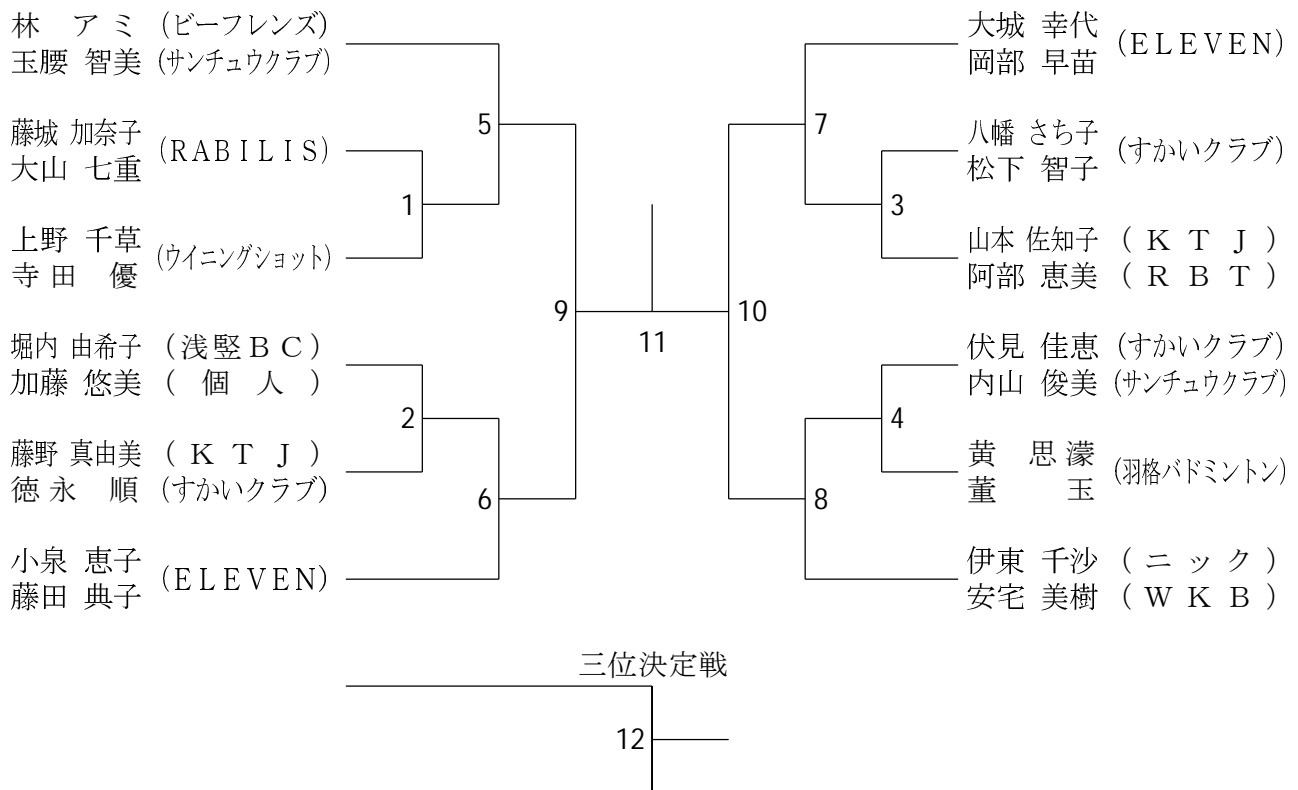 林 アミ (ビーフレンズ)
玉腰 智美 (サンチュウクラブ)
藤城 加奈子
大山 七重
(RABILIS)
上野 千草
寺田 優
(ウイニングショット)
堀内 由希子 (浅竪BC)
加藤 悠美 (個人)
藤野 真由美 (KTJ)
徳永 順 (すかいクラブ)
小泉 恵子
藤田 典子
(ELEVEN)
5
1
9
2
6
11
大城 幸代
岡部 早苗
(ELEVEN)
八幡 さち子
松下 智子
(すかいクラブ)
山本 佐知子 (KTJ)
阿部 恵美 (RBT)
伏見 佳恵 (すかいクラブ)
内山 俊美 (サンチュウクラブ)
黄 思濛
董 玉
(羽格バドミントン)
伊東 千沙 (ニック)
安宅 美樹 (WKB)
7
3
10
4
8
三位決定戦
12